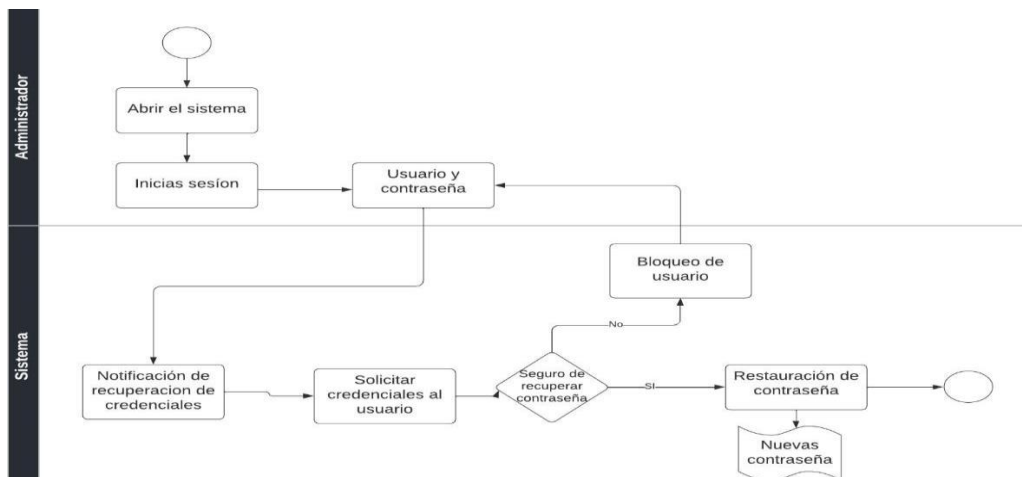 Administrador
Abrir el sistema
Inicias sesíon
Usuario y
contraseña
Sistema
Bloqueo de
usuario
No
Notificación de
recuperacion de
credenciales
Solicitar
credenciales al
usuario
Seguro de
recuperar
contraseña
SI
Restauración de
contraseña
Nuevas
contraseña